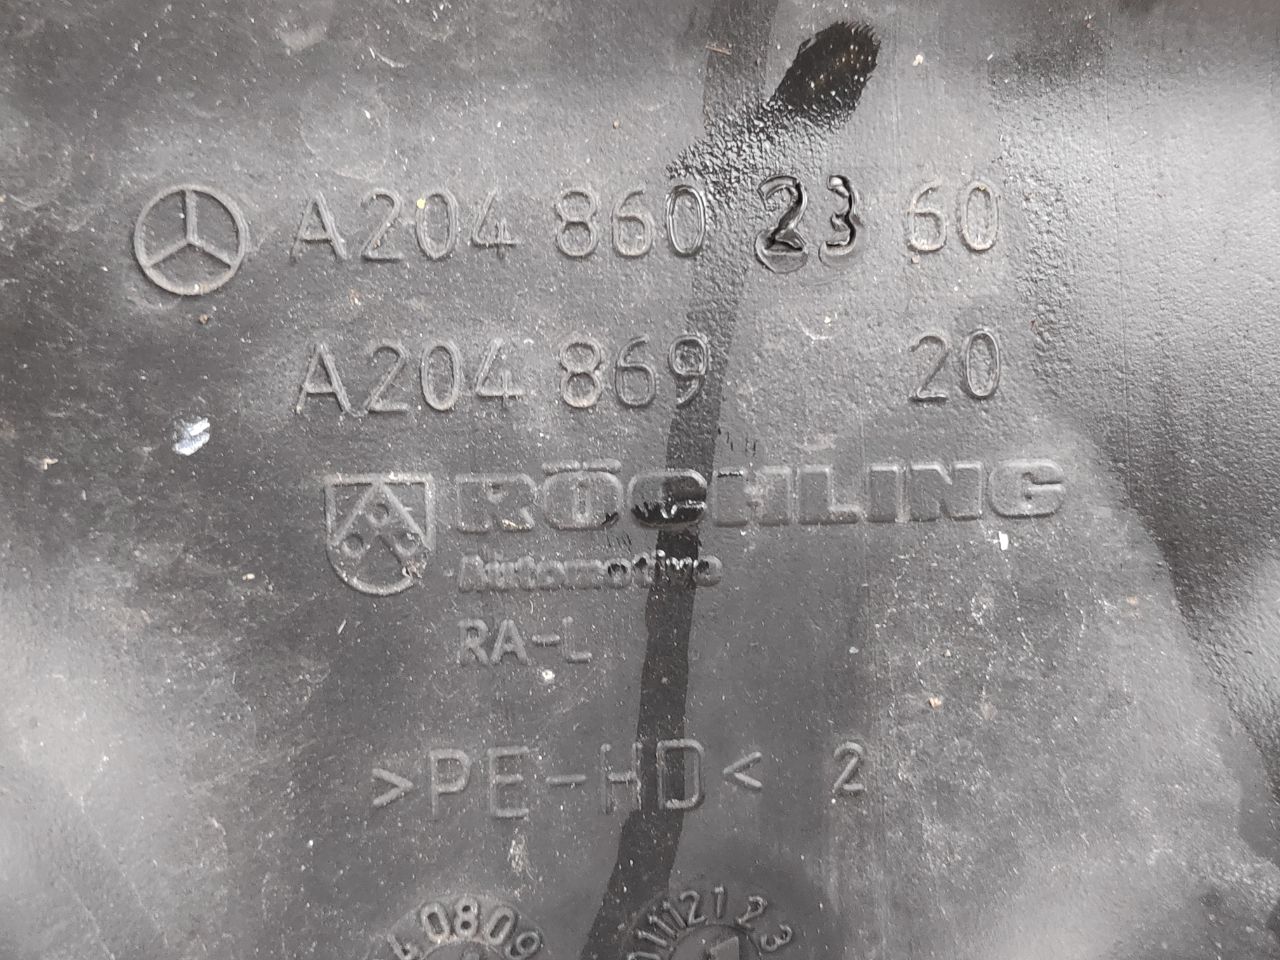 A204 860 23 60
A204 869 20
RÖCHLING
Automotive
RA-L
>PE-HD< 2